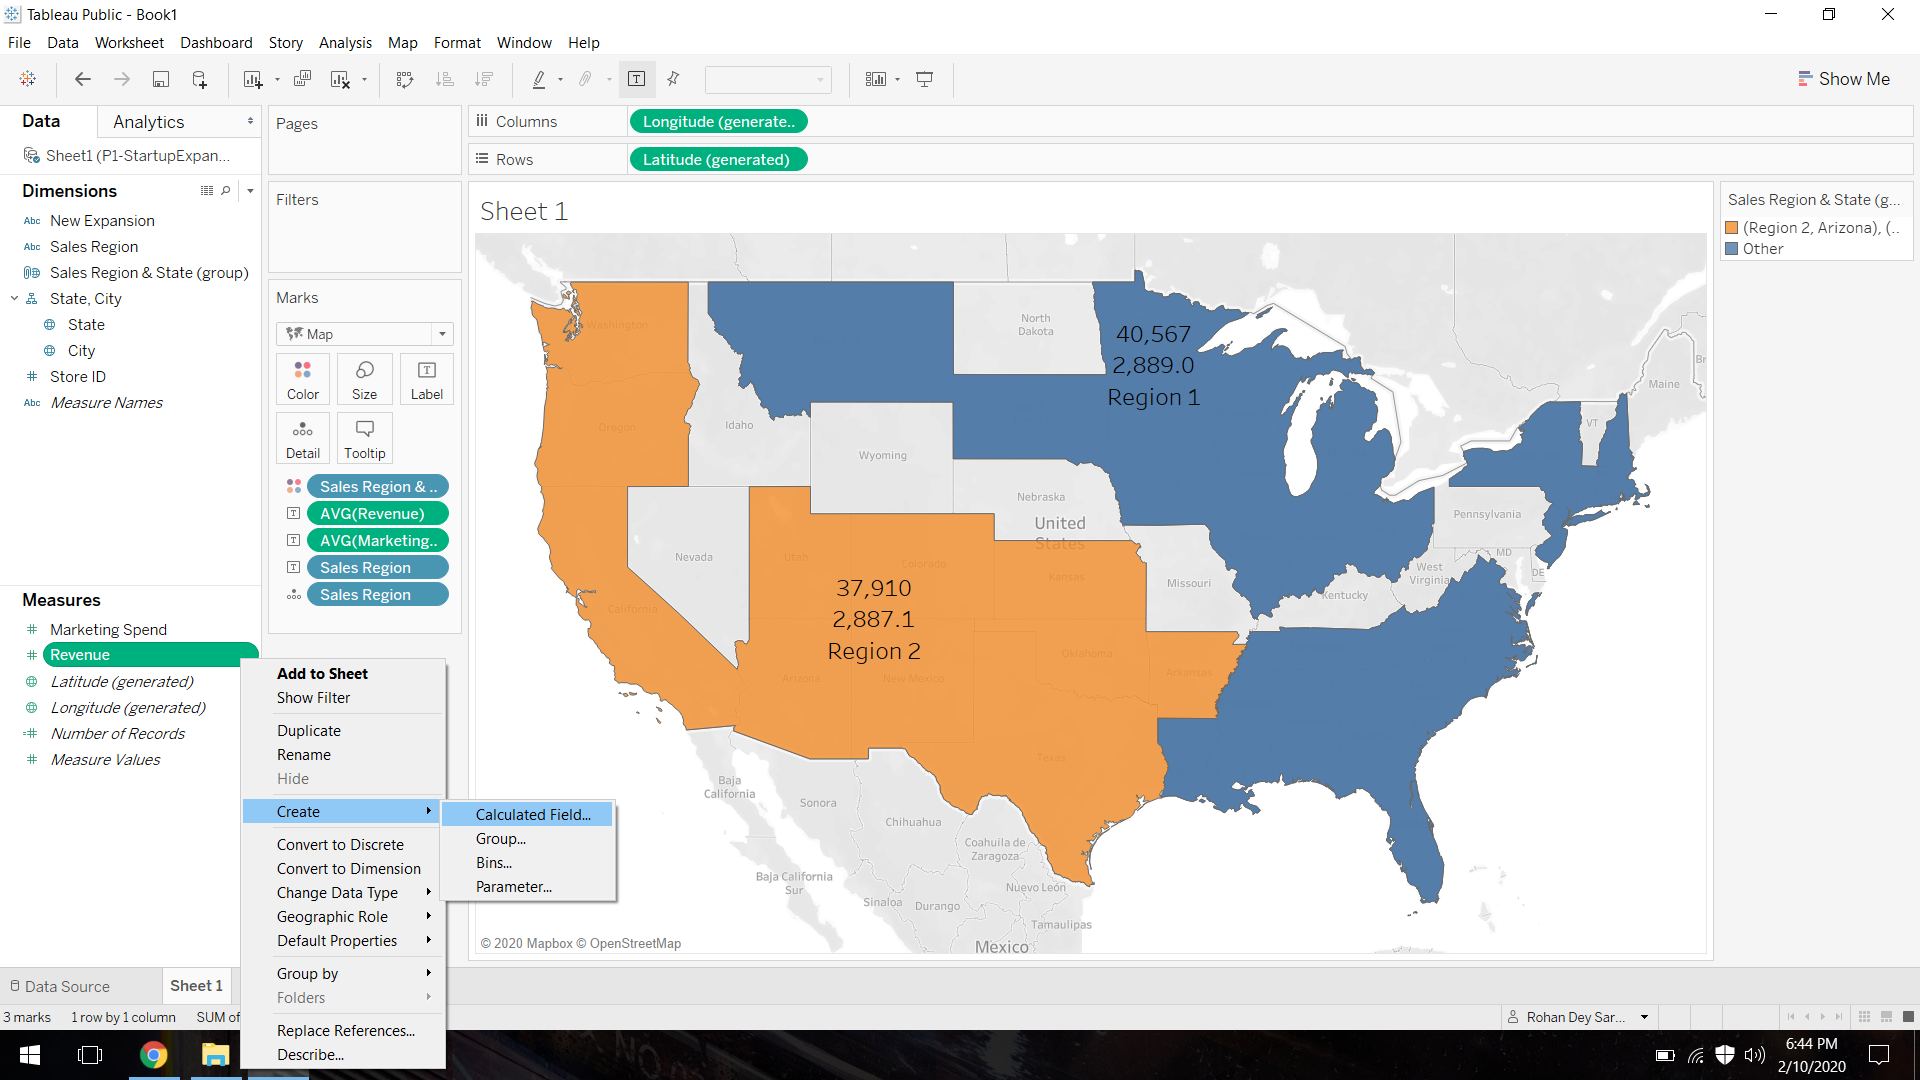 Tableau Public - Book1
File Data Worksheet Dashboard Story Analysis Map Format Window Help
Show Me
Data
Analytics
Sheet1 (P1-StartupExpan...
Dimensions
Abc New Expansion
Abc Sales Region
Sales Region & State (group)
State, City
State
City
# Store ID
Abc Measure Names
Measures
# Marketing Spend
# Revenue
Latitude (generated)
Longitude (generated)
=# Number of Records
# Measure Values
Pages
Filters
Marks
Map
Color
Size
T
Label
Detail
Tooltip
Sales Region & ..
T AVG(Revenue)
T AVG(Marketing..
T Sales Region
Sales Region
Columns
Longitude (generate..
Rows
Latitude (generated)
Sheet 1
Washington
Oregon
California
Idaho
Nevada
Wyoming
Utah
Colorado
Arizona
New Mexico
North
Dakota
Nebraska
United
States
Kansas
Oklahoma
Texas
Missouri
Arkansas
Kentucky
West
Virginia
Pennsylvania
MD
DE
VT
Maine
Br
40,567
2,889.0
Region 1
37,910
2,887.1
Region 2
Baja
California
Sonora
Chihuahua
Coahuila de
Zaragoza
Baja California
Sur
Sinaloa
Durango
Nuevo León
Tamaulipas
Mexico
© 2020 Mapbox © OpenStreetMap
Sales Region & State (g...
(Region 2, Arizona), (..
Other
Add to Sheet
Show Filter
Duplicate
Rename
Hide
Create
Convert to Discrete
Convert to Dimension
Change Data Type
Geographic Role
Default Properties
Group by
Folders
Replace References...
Describe...
Calculated Field...
Group...
Bins...
Parameter...
Data Source
Sheet 1
3 marks 1 row by 1 column SUM of
Rohan Dey Sar...
6:44 PM
2/10/2020